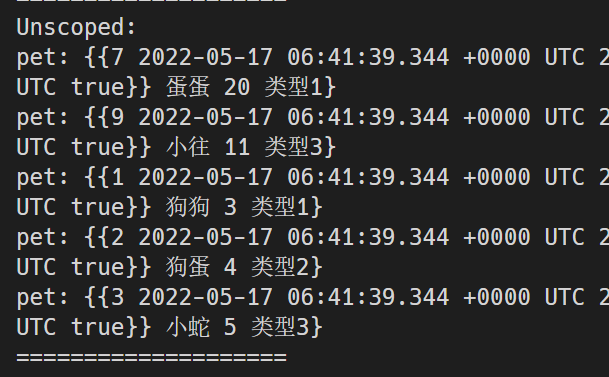 ====================
Unscoped:
pet: {{7 2022-05-17 06:41:39.344 +0000 UTC 2
UTC true}} 蛋蛋 20 类型1}
pet: {{9 2022-05-17 06:41:39.344 +0000 UTC 2
UTC true}} 小往 11 类型3}
pet: {{1 2022-05-17 06:41:39.344 +0000 UTC 2
UTC true}} 狗狗 3 类型1}
pet: {{2 2022-05-17 06:41:39.344 +0000 UTC 2
UTC true}} 狗蛋 4 类型2}
pet: {{3 2022-05-17 06:41:39.344 +0000 UTC 2
UTC true}} 小蛇 5 类型3}
====================